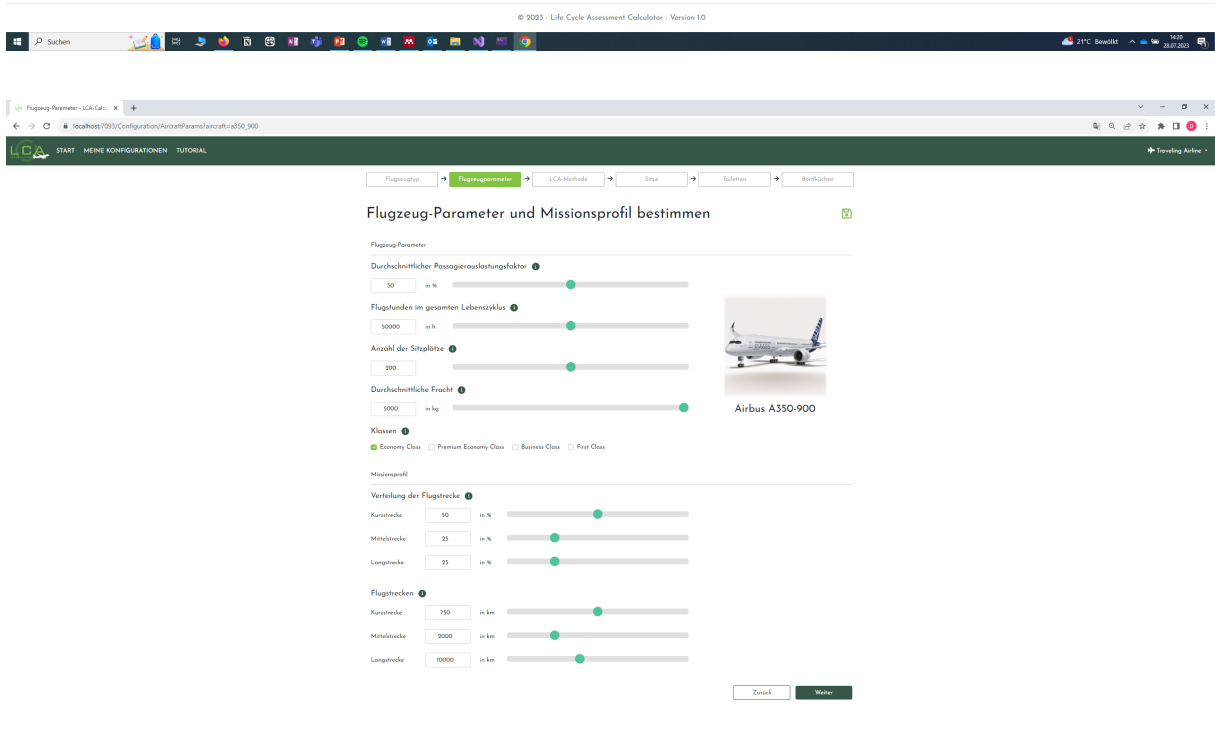 © 2023 - Life Cycle Assessment Calculator - Version 1.0
Suchen
21°C Bewölkt
14:20
28.07.2023
Flugzeug-Parameter - LCA-Calcu
localhost:7093/Configuration/AircraftParams?aircraft=a350_900
LCA START MEINE KONFIGURATIONEN TUTORIAL Traveling Airline
Flugzeugtyp → Flugzeugparameter → LCA-Methode → Sitze → Toiletten → Bordküchen
Flugzeug-Parameter und Missionsprofil bestimmen
Flugzeug-Parameter
Durchschnittlicher Passagierauslastungsfaktor
50 in %
Flugstunden im gesamten Lebenszyklus
50000 in h
Anzahl der Sitzplätze
200
Durchschnittliche Fracht
5000 in kg
Airbus A350-900
Klassen
Economy Class Premium Economy Class Business Class First Class
Missionsprofil
Verteilung der Flugstrecke
Kurzstrecke 50 in %
Mittelstrecke 25 in %
Langstrecke 25 in %
Flugstrecken
Kurzstrecke 750 in km
Mittelstrecke 2000 in km
Langstrecke 10000 in km
Zurück Weiter